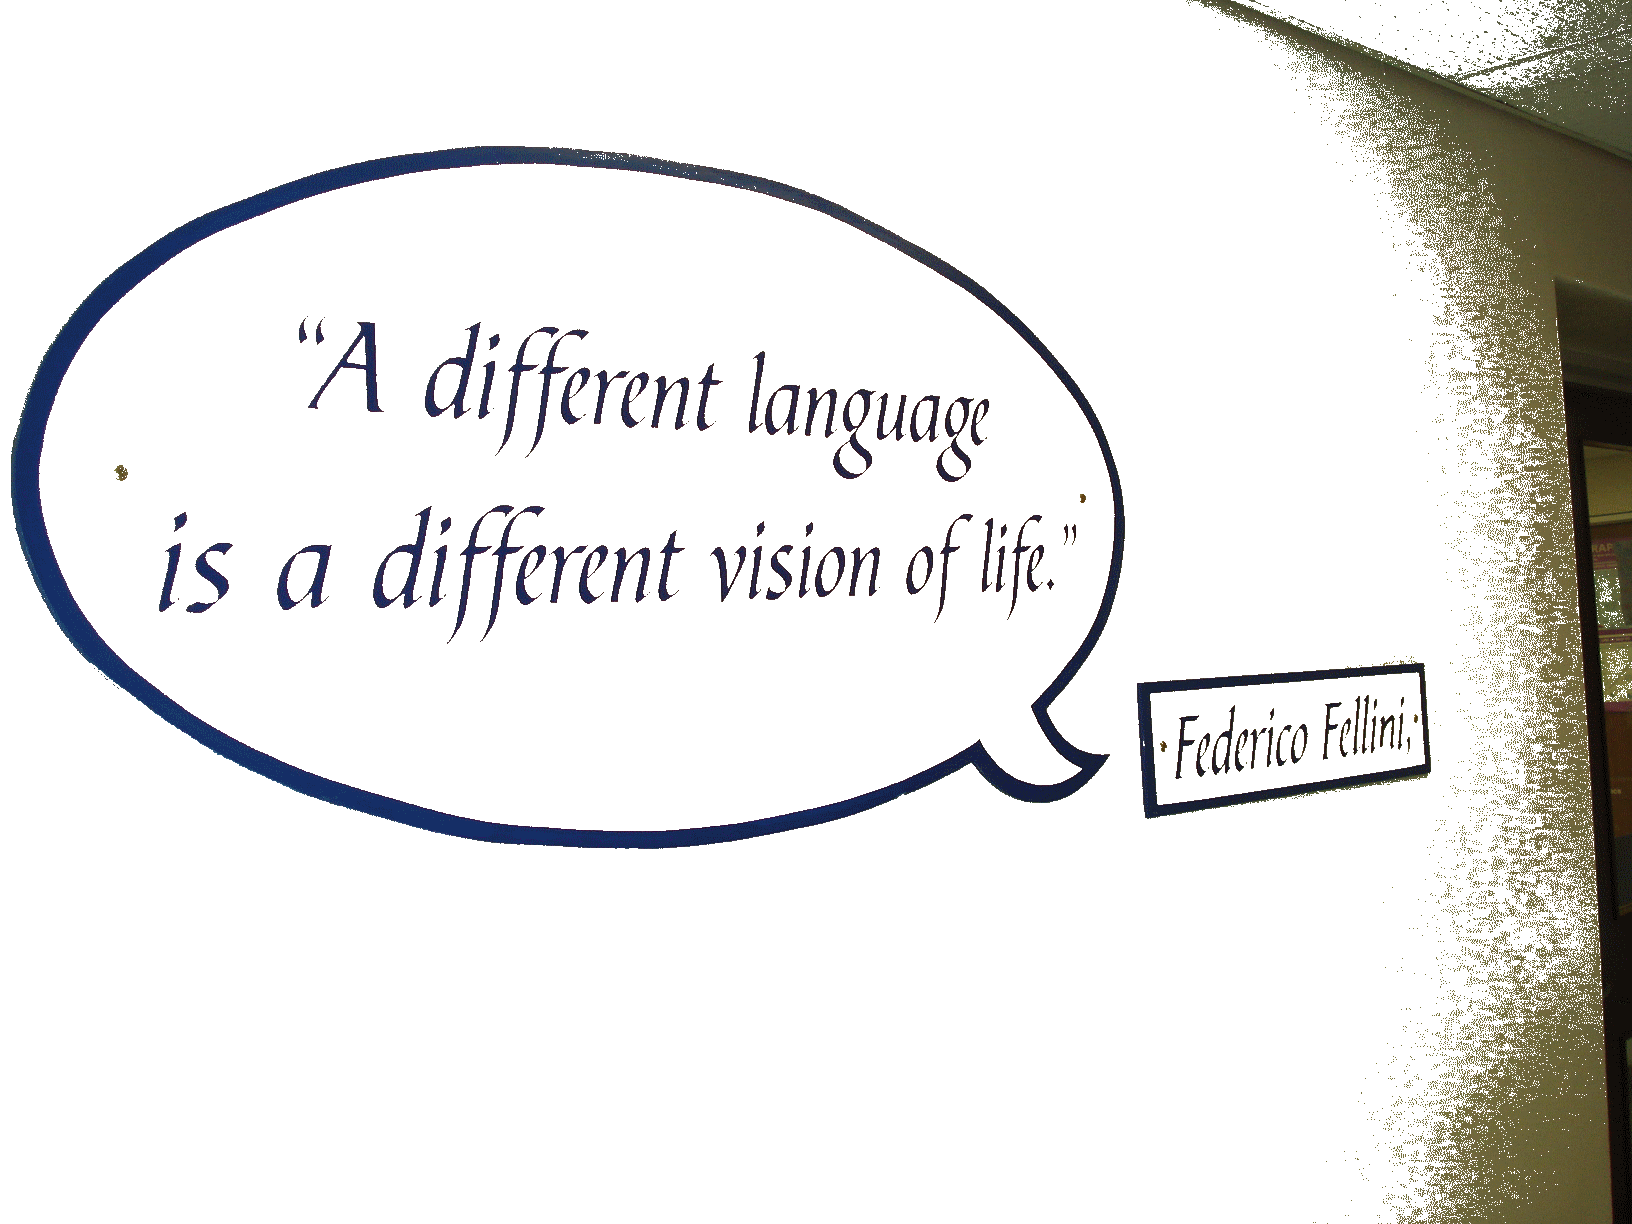 “A different language
is a different vision of life.”
Federico Fellini,